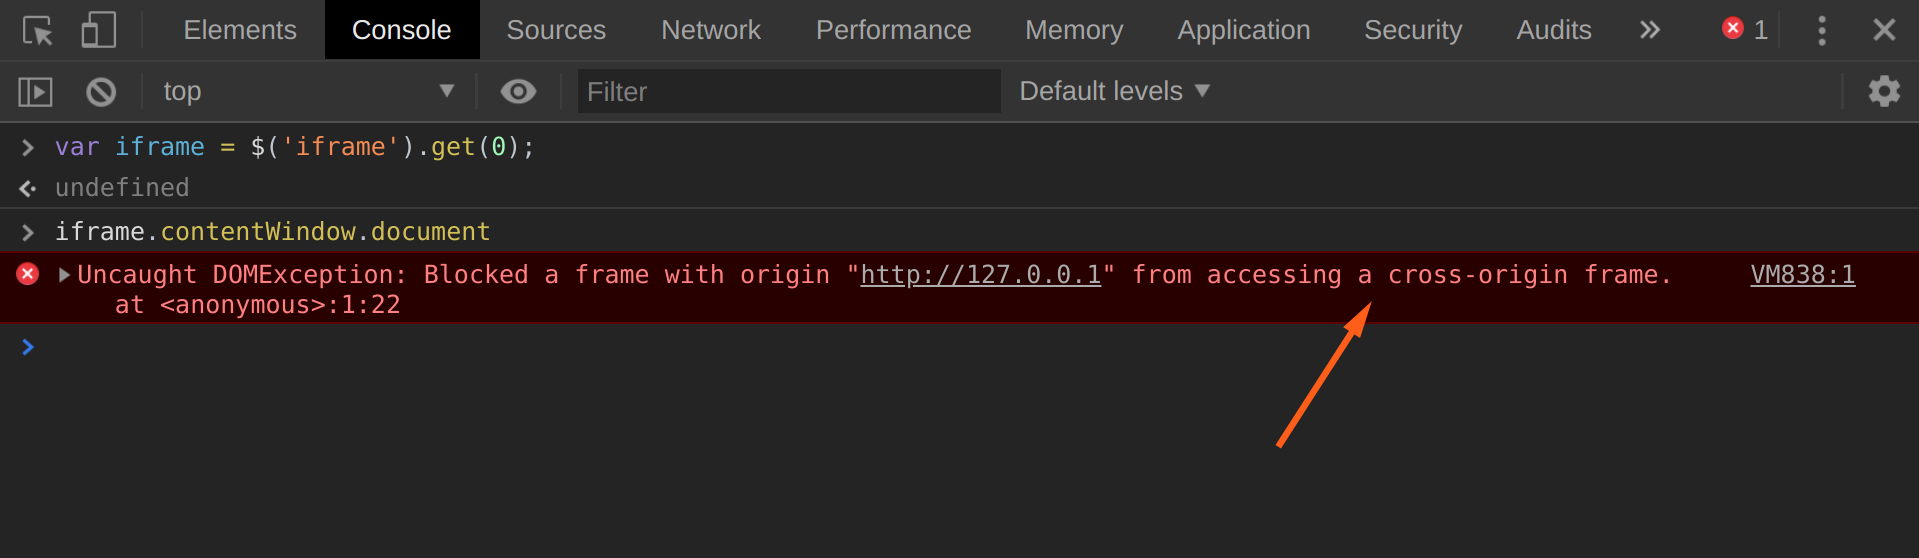 Elements Console Sources Network Performance Memory Application Security Audits 1
top Filter Default levels
var iframe = $('iframe').get(0);
undefined
iframe.contentWindow.document
Uncaught DOMException: Blocked a frame with origin "http://127.0.0.1" from accessing a cross-origin frame. VM838:1
at <anonymous>:1:22